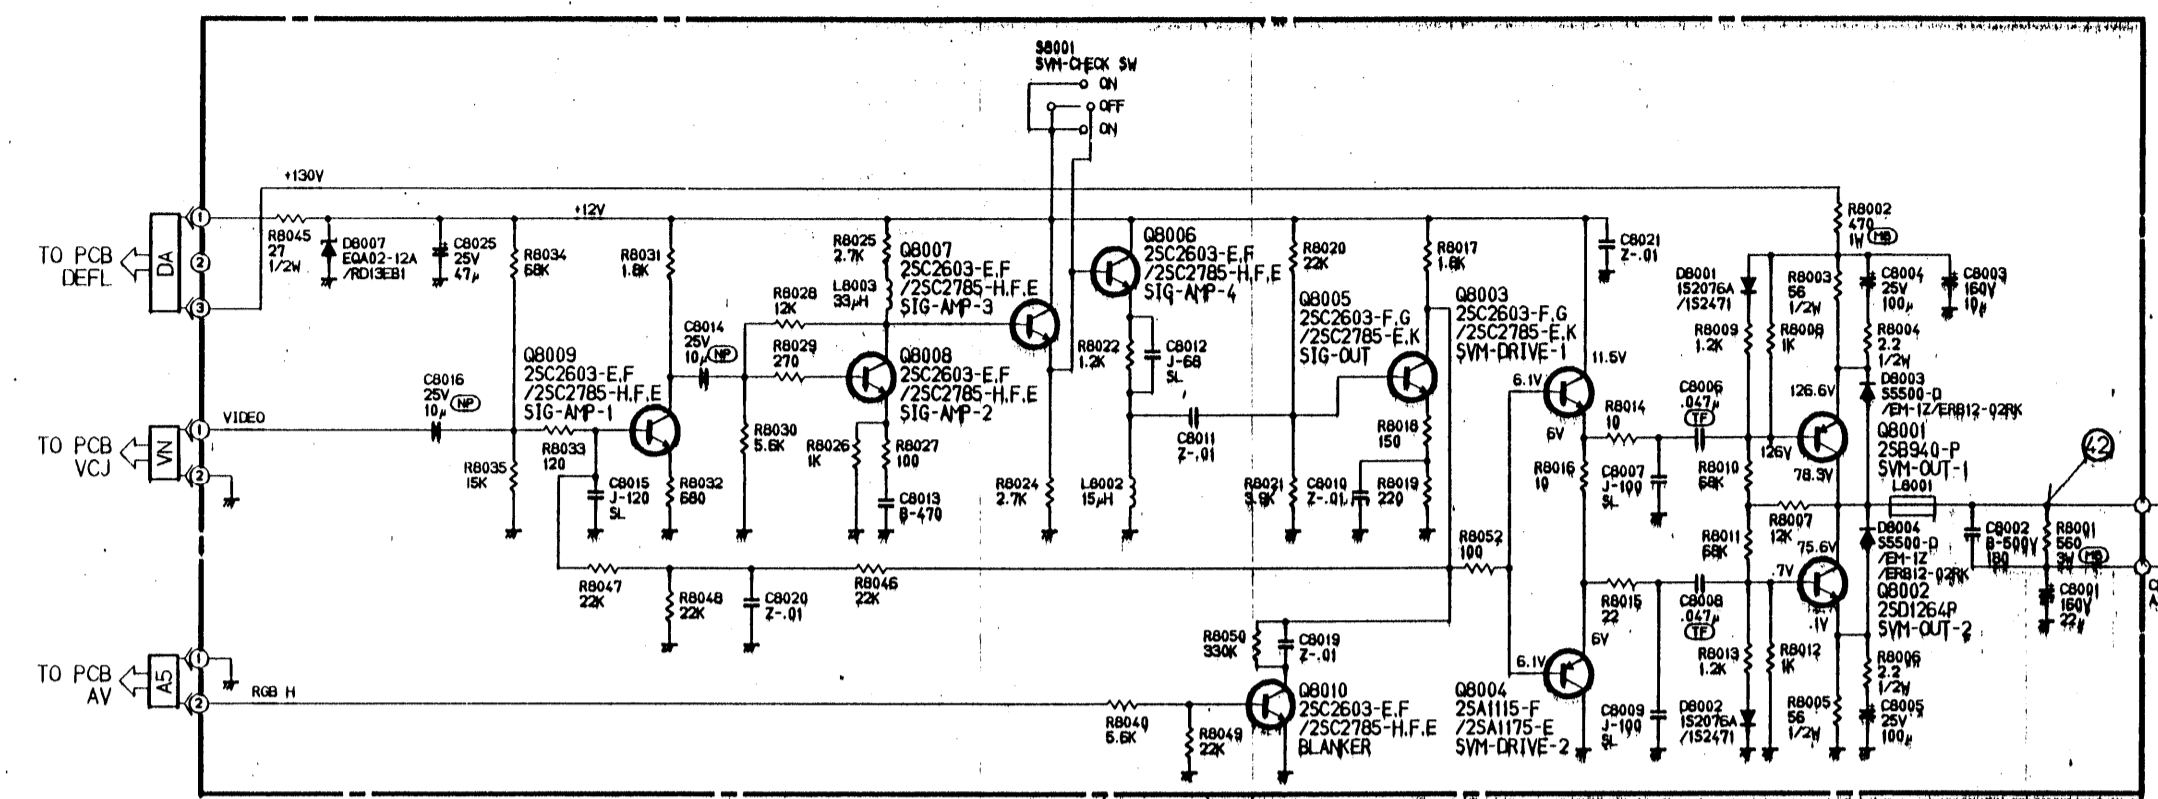 S8001
SVM-CHECK SW
ON
OFF
ON
+130V
+12V
TO PCB
DEFL
DA
1
2
3
R8045
27
1/2W
D8007
EQA02-12A
/RD13EB1
C8025
25V
47μ
R8034
68K
R8031
1.8K
R8025
2.7K
L8003
33μH
Q8007
2SC2603-E,F
/2SC2785-H,F,E
SIG-AMP-3
Q8006
2SC2603-E,F
/2SC2785-H,F,E
SIG-AMP-4
R8020
22K
R8017
1.8K
C8021
Z-.01
R8002
470
1W MB
D8001
1S2076A
/1S2471
R8003
56
1/2W
C8004
25V
100μ
C8003
160V
10μ
R8009
1.2K
R8008
1K
R8004
2.2
1/2W
R8028
12K
R8029
270
C8014
25V
10μ NP
Q8008
2SC2603-E,F
/2SC2785-H,F,E
SIG-AMP-2
R8022
1.2K
C8012
J-68
SL
Q8005
2SC2603-F,G
/2SC2785-E,K
SIG-OUT
Q8003
2SC2603-F,G
/2SC2785-E,K
SVM-DRIVE-1
11.5V
6.1V
6V
R8014
10
C8006
.047μ
TF
126.6V
126V
78.3V
D8003
S5500-D
/EM-1Z/ERB12-02RK
Q8001
2SB940-P
SVM-OUT-1
L8001
42
Q8009
2SC2603-E,F
/2SC2785-H,F,E
SIG-AMP-1
C8016
25V
10μ NP
VIDEO
TO PCB
VCJ
VN
1
2
R8035
15K
R8033
120
C8015
J-120
SL
R8032
680
R8030
5.6K
R8026
1K
R8027
100
C8013
B-470
R8024
2.7K
L8002
15μH
C8011
Z-.01
R8021
3.9K
C8010
Z-.01
R8018
150
R8019
220
R8016
10
C8007
J-100
SL
R8010
68K
R8007
12K
R8011
68K
75.6V
.7V
.1V
D8004
S5500-D
/EM-1Z
/ERB12-02RK
Q8002
2SD1264P
SVM-OUT-2
C8002
B-500V
180
R8001
560
3W MB
C8001
160V
22μ
R8052
100
R8047
22K
R8048
22K
C8020
Z-.01
R8046
22K
R8015
22
C8008
.047μ
TF
R8050
330K
C8019
Z-.01
6V
6.1V
R8013
1.2K
R8012
1K
R8006
2.2
1/2W
TO PCB
AV
A5
1
2
RGB H
R8040
5.6K
R8049
22K
Q8010
2SC2603-E,F
/2SC2785-H,F,E
BLANKER
Q8004
2SA1115-F
/2SA1175-E
SVM-DRIVE-2
C8009
J-100
SL
D8002
1S2076A
/1S2471
R8005
56
1/2W
C8005
25V
100μ